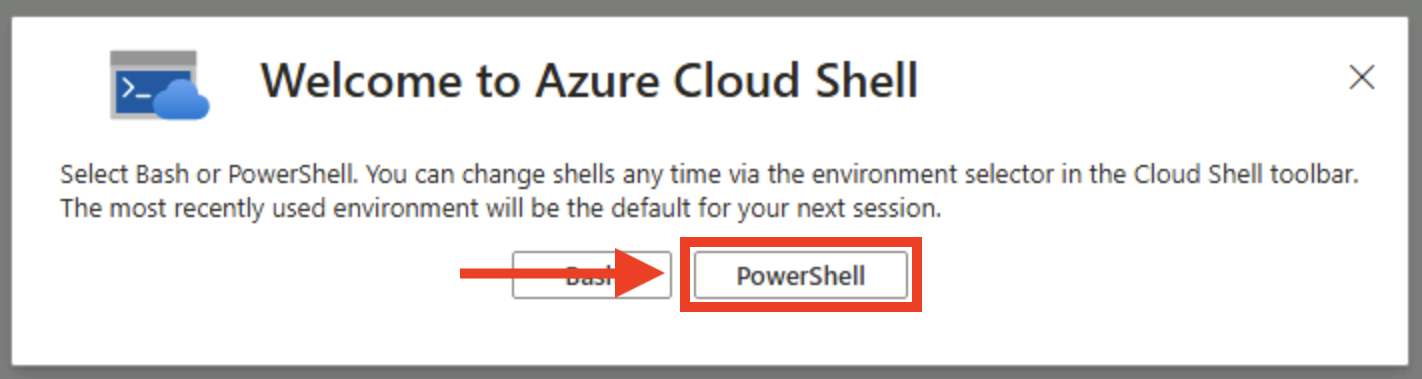 Welcome to Azure Cloud Shell
Select Bash or PowerShell. You can change shells any time via the environment selector in the Cloud Shell toolbar.
The most recently used environment will be the default for your next session.
Bash
PowerShell